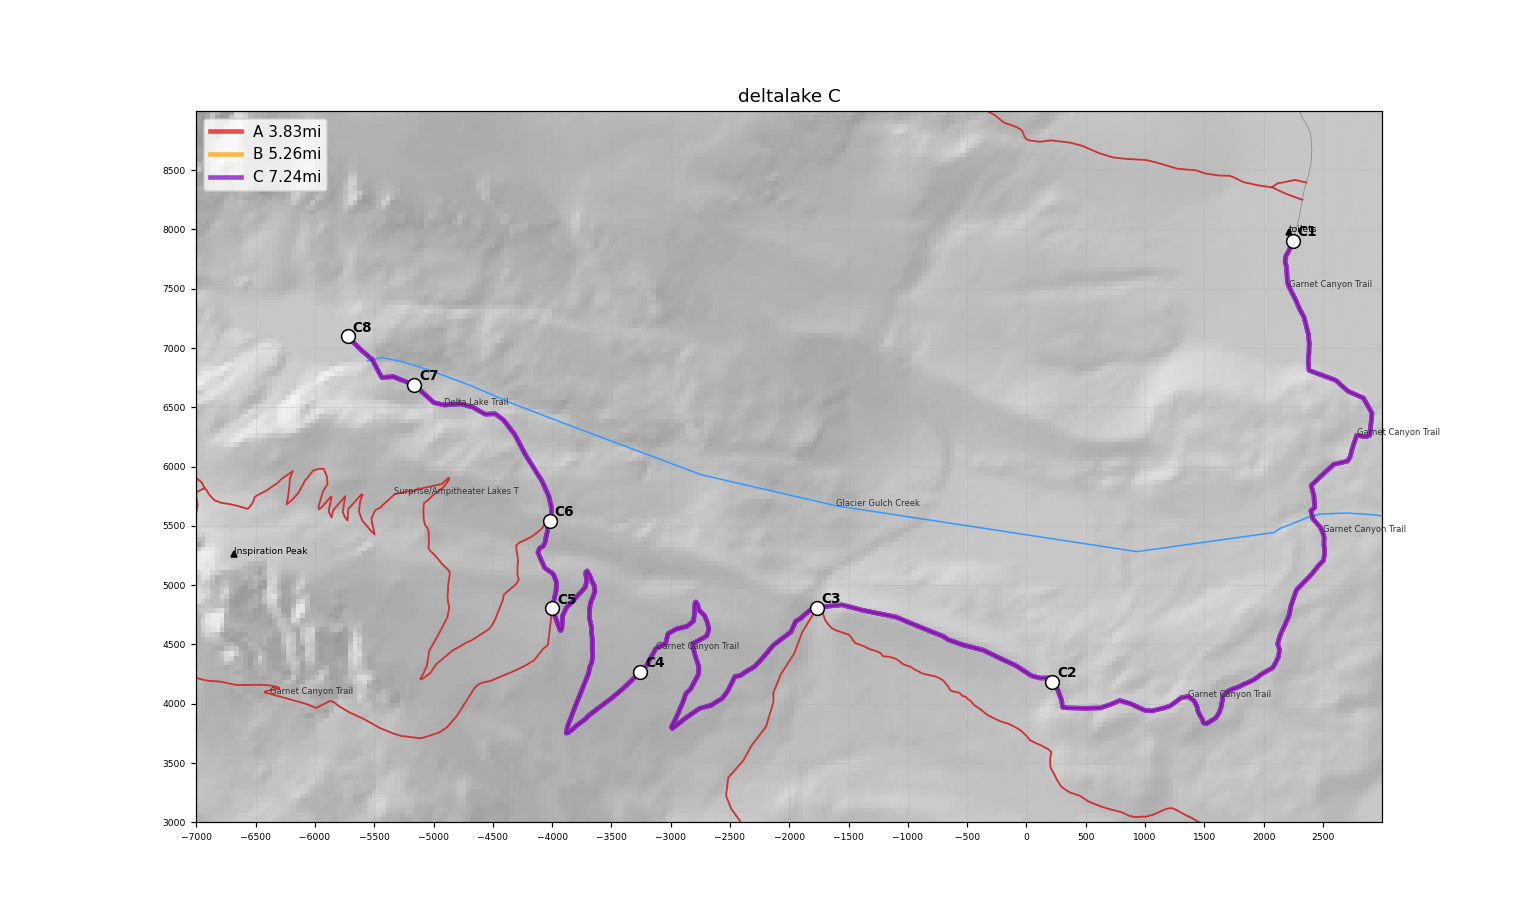 deltalake C
A 3.83mi
B 5.26mi
C 7.24mi
8500
8000
7500
7000
6500
6000
5500
5000
4500
4000
3500
3000
toilets
C1
Garnet Canyon Trail
C8
C7
Delta Lake Trail
Garnet Canyon Trail
Surprise/Ampitheater Lakes T
Glacier Gulch Creek
C6
Garnet Canyon Trail
Inspiration Peak
C5
C3
Garnet Canyon Trail
C4
C2
Garnet Canyon Trail
Garnet Canyon Trail
−7000 −6500 −6000 −5500 −5000 −4500 −4000 −3500 −3000 −2500 −2000 −1500 −1000 −500 0 500 1000 1500 2000 2500